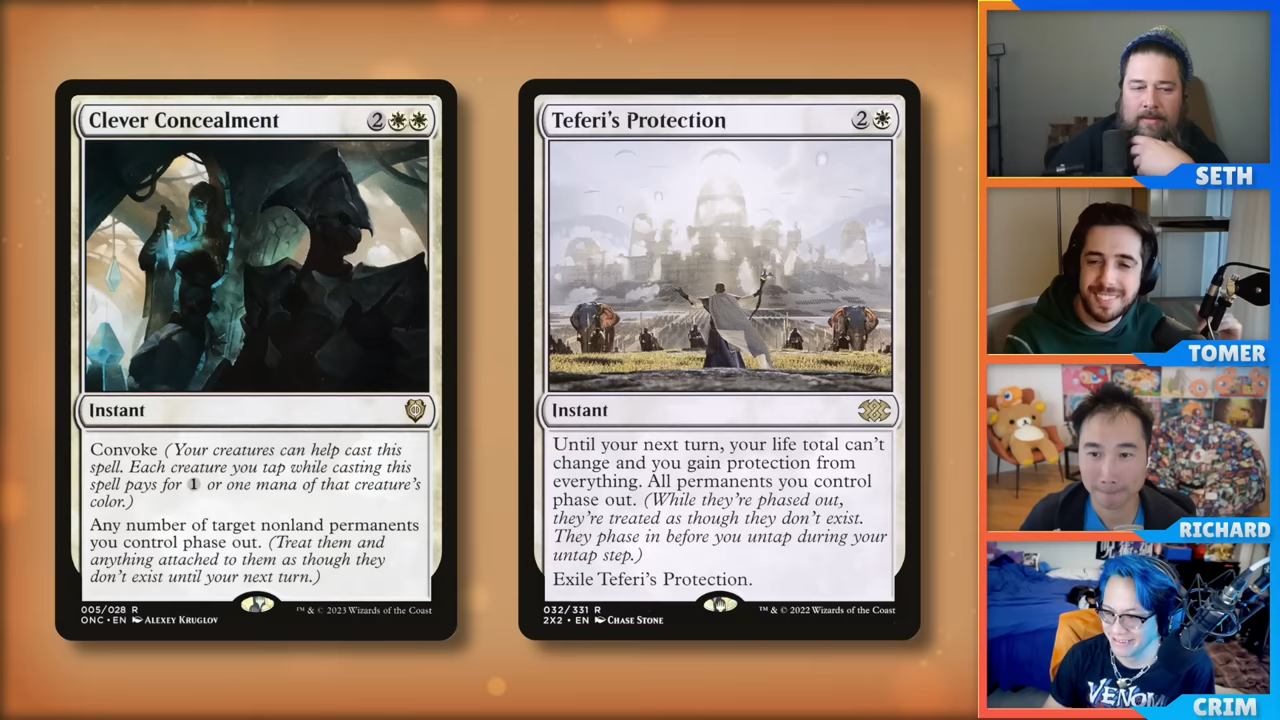 Clever Concealment 2
Instant
Convoke (Your creatures can help cast this
spell. Each creature you tap while casting this
spell pays for 1 or one mana of that creature's
color.)
Any number of target nonland permanents
you control phase out. (Treat them and
anything attached to them as though they
don't exist until your next turn.)
005/028 R
ONC • EN ALEXEY KRUGLOV
™ & © 2023 Wizards of the Coast
Teferi's Protection 2
Instant
Until your next turn, your life total can't
change and you gain protection from
everything. All permanents you control
phase out. (While they're phased out,
they're treated as though they don't exist.
They phase in before you untap during your
untap step.)
Exile Teferi's Protection.
032/331 R
2X2 • EN CHASE STONE
™ & © 2022 Wizards of the Coast
SETH
TOMER
RICHARD
VENOM
CRIM